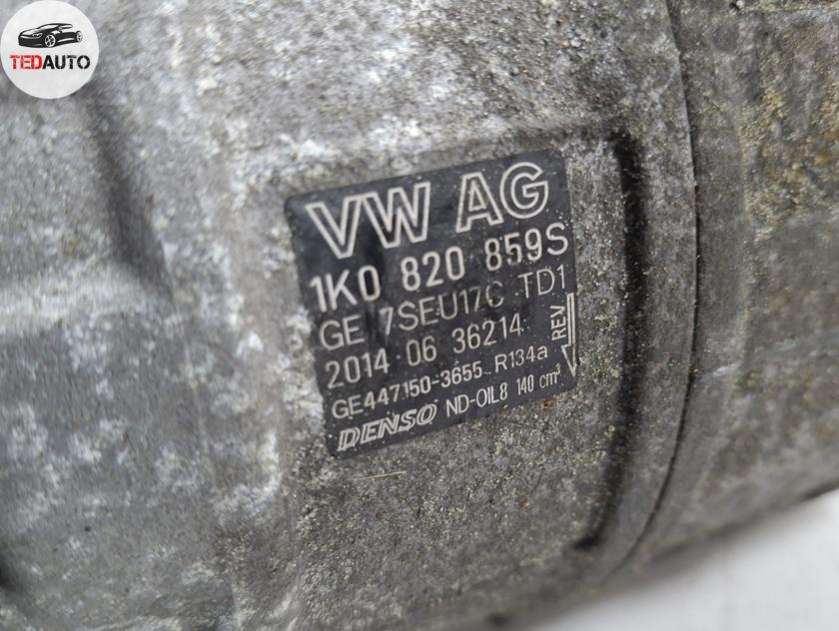 TEDAUTO
VW AG
1K0 820 859S
GE 7SEU17C TD1
2014 06 36214
REV
GE447150-3655 R134a
DENSO ND-OIL8 140 cm³